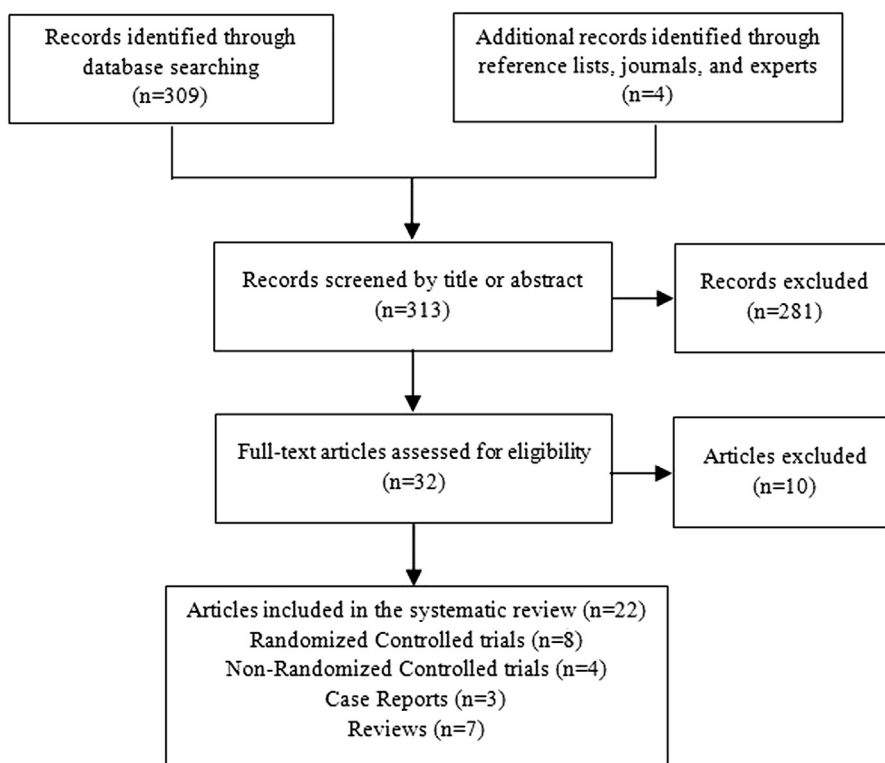 Records identified through
database searching
(n=309)
Additional records identified through
reference lists, journals, and experts
(n=4)
Records screened by title or abstract
(n=313)
Records excluded
(n=281)
Full-text articles assessed for eligibility
(n=32)
Articles excluded
(n=10)
Articles included in the systematic review (n=22)
Randomized Controlled trials (n=8)
Non-Randomized Controlled trials (n=4)
Case Reports (n=3)
Reviews (n=7)